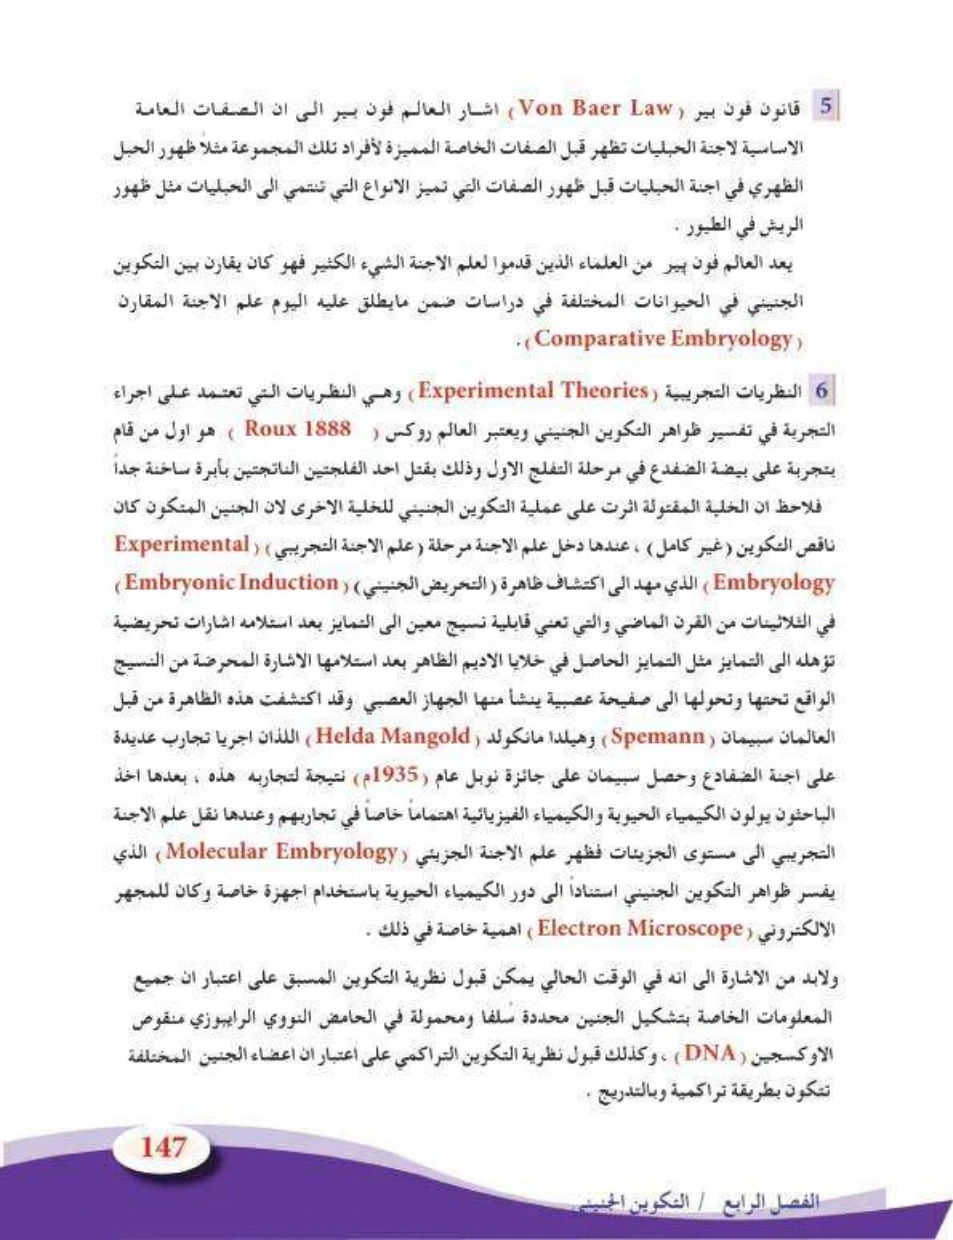 5 قانون فون بير ( Von Baer Law ) اشار العالم فون بير الى ان الصفات العامة
الاساسية لاجنة الحبليات تظهر قبل الصفات الخاصة المميزة لأفراد تلك المجموعة مثلاً ظهور الحبل
الظهري في اجنة الحبليات قبل ظهور الصفات التي تميز الانواع التي تنتمي الى الحبليات مثل ظهور
الريش في الطيور .
يعد العالم فون بير من العلماء الذين قدموا لعلم الاجنة الشيء الكثير فهو كان يقارن بين التكوين
الجنيني في الحيوانات المختلفة في دراسات ضمن مايطلق عليه اليوم علم الاجنة المقارن
( Comparative Embryology ) .
6 النظريات التجريبية ( Experimental Theories ) وهي النظريات التي تعتمد على اجراء
التجربة في تفسير ظواهر التكوين الجنيني ويعتبر العالم روكس ( Roux 1888 ) هو اول من قام
بتجربة على بيضة الضفدع في مرحلة التفلج الاول وذلك بقتل احد الفلجتين الناتجتين بأبرة ساخنة جداً
فلاحظ ان الخلية المقتولة اثرت على عملية التكوين الجنيني للخلية الاخرى لان الجنين المتكون كان
ناقص التكوين ( غير كامل ) ، عندها دخل علم الاجنة مرحلة ( علم الاجنة التجريبي ) ( Experimental
Embryology ) الذي مهد الى اكتشاف ظاهرة ( التحريض الجنيني ) ( Embryonic Induction )
في الثلاثينات من القرن الماضي والتي تعني قابلية نسيج معين الى التمايز بعد استلامه اشارات تحريضية
تؤهله الى التمايز مثل التمايز الحاصل في خلايا الاديم الظاهر بعد استلامها الاشارة المحرضة من النسيج
الواقع تحتها وتحولها الى صفيحة عصبية ينشأ منها الجهاز العصبي وقد اكتشفت هذه الظاهرة من قبل
العالمان سبيمان ( Spemann ) وهيلدا مانكولد ( Helda Mangold ) اللذان اجريا تجارب عديدة
على اجنة الضفادع وحصل سبيمان على جائزة نوبل عام ( 1935م ) نتيجة لتجاربه هذه ، بعدها اخذ
الباحثون يولون الكيمياء الحيوية والكيمياء الفيزيائية اهتماماً خاصاً في تجاربهم وعندها نقل علم الاجنة
التجريبي الى مستوى الجزيئات فظهر علم الاجنة الجزيئي ( Molecular Embryology ) الذي
يفسر ظواهر التكوين الجنيني استناداً الى دور الكيمياء الحيوية باستخدام اجهزة خاصة وكان للمجهر
الالكتروني ( Electron Microscope ) اهمية خاصة في ذلك .
ولابد من الاشارة الى انه في الوقت الحالي يمكن قبول نظرية التكوين المسبق على اعتبار ان جميع
المعلومات الخاصة بتشكيل الجنين محددة سُلفا ومحمولة في الحامض النووي الرايبوزي منقوص
الاوكسجين ( DNA ) ، وكذلك قبول نظرية التكوين التراكمي على اعتبار ان اعضاء الجنين المختلفة
تتكون بطريقة تراكمية وبالتدريج .
147
الفصل الرابع / التكوين الجنيني